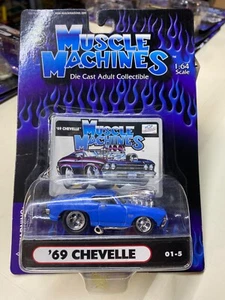 MUSCLE
MACHINES
Die Cast Adult Collectible
1:64
Scale
'69 CHEVELLE
MUSCLE
MACHINES
'69 CHEVELLE
01-5